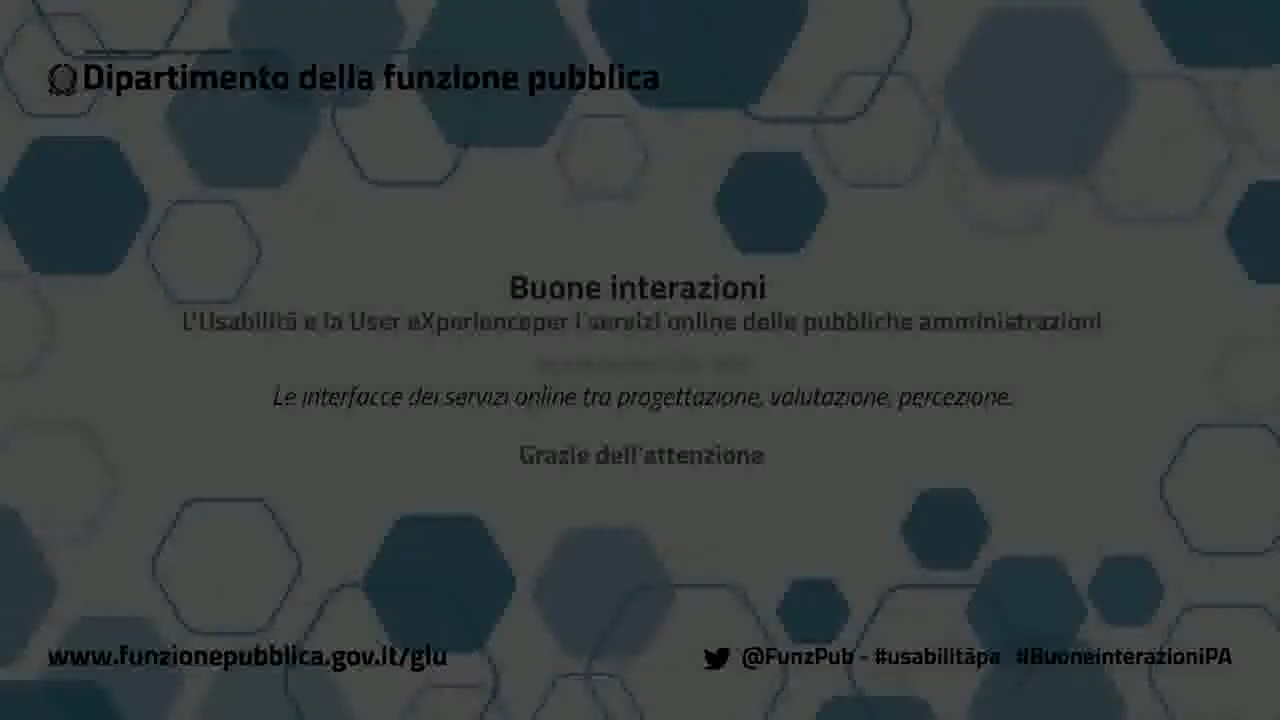 Dipartimento della funzione pubblica
Buone interazioni
L'Usabilità e la User eXperienceper i servizi online delle pubbliche amministrazioni
Le interfacce dei servizi online tra progettazione, valutazione, percezione.
Grazie dell'attenzione
www.funzionepubblica.gov.it/glu
@FunzPub - #usabilitàpa #BuoneinterazioniPA